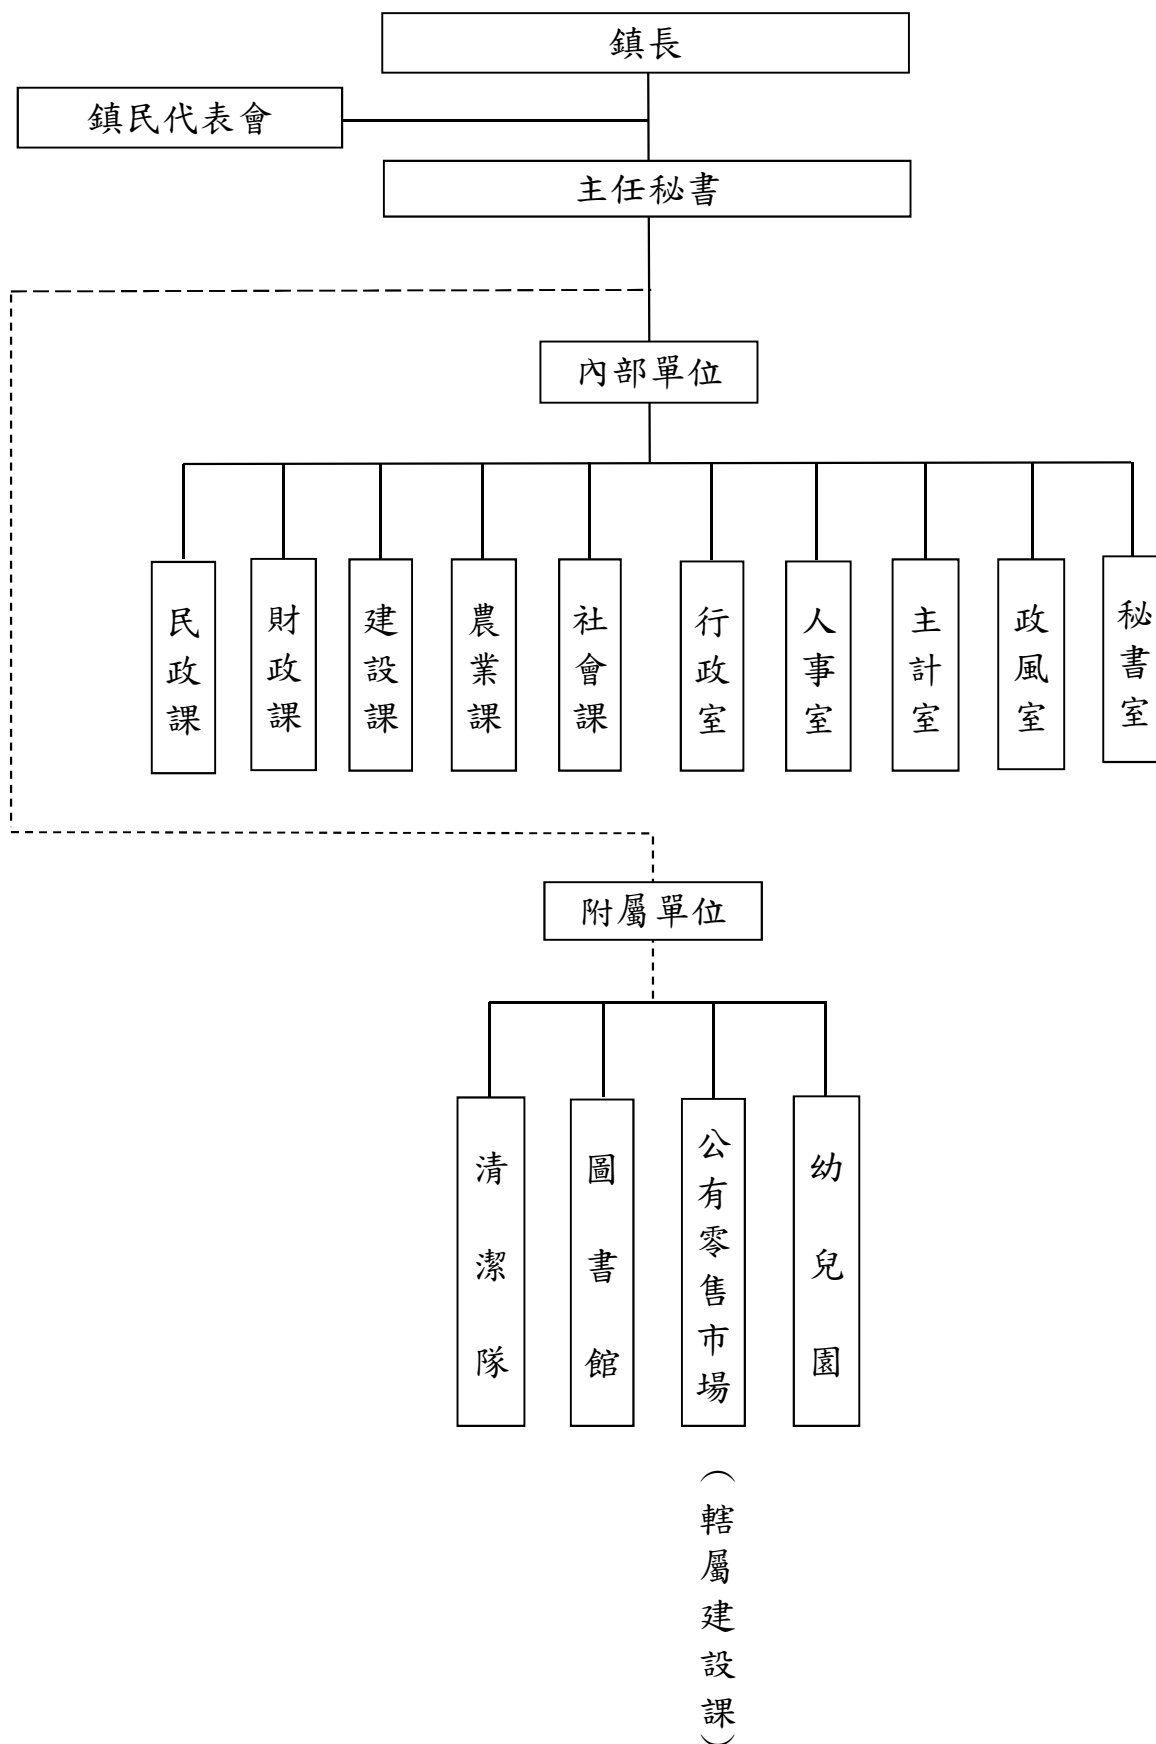 鎮長
鎮民代表會
主任秘書
內部單位
民政課
財政課
建設課
農業課
社會課
行政室
人事室
主計室
政風室
秘書室
附屬單位
清潔隊
圖書館
公有零售市場
幼兒園
（轄屬建設課）